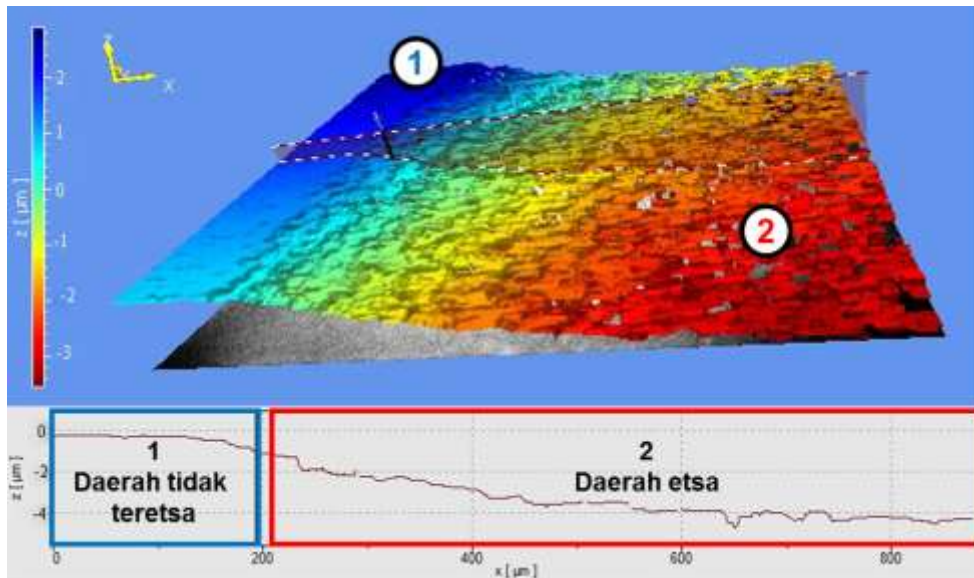 1
X
2
1
0
-1
-2
-3
z [ µm ]
2
1
Daerah tidak
teretsa
2
Daerah etsa
0
-2
-4
z [ µm ]
0
200
400
600
800
x [ µm ]